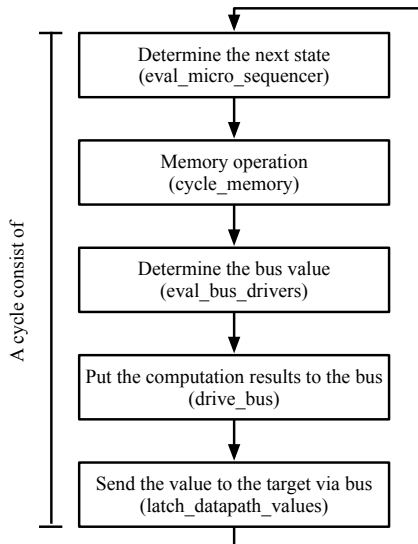 Determine the next state
(eval_micro_sequencer)
Memory operation
(cycle_memory)
Determine the bus value
(eval_bus_drivers)
Put the computation results to the bus
(drive_bus)
Send the value to the target via bus
(latch_datapath_values)
A cycle consist of